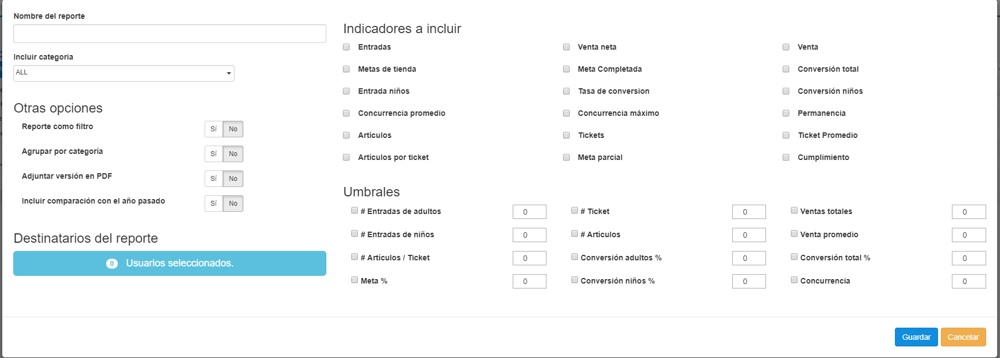 Nombre del reporte
Incluir categoria
ALL
Otras opciones
Reporte como filtro
Sí No
Agrupar por categoría
Sí No
Adjuntar versión en PDF
Sí No
Incluir comparación con el año pasado
Sí No
Destinatarios del reporte
0 Usuarios seleccionados.
Indicadores a incluir
Entradas Venta neta Venta
Metas de tienda Meta Completada Conversión total
Entrada niños Tasa de conversion Conversión niños
Concurrencia promedio Concurrencia máximo Permanencia
Artículos Tickets Ticket Promedio
Artículos por ticket Meta parcial Cumplimiento
Umbrales
# Entradas de adultos 0 # Ticket 0 Ventas totales 0
# Entradas de niños 0 # Artículos 0 Venta promedio 0
# Artículos / Ticket 0 Conversión adultos % 0 Conversión total % 0
Meta % 0 Conversión niños % 0 Concurrencia 0
Guardar Cancelar